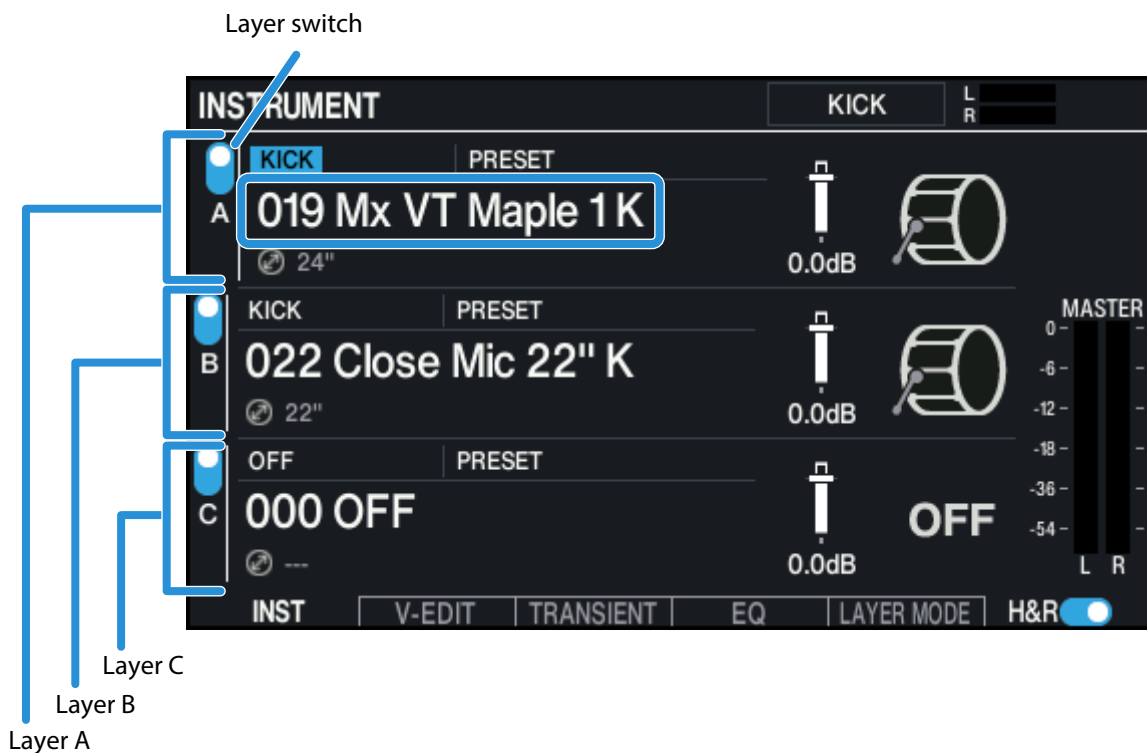 Layer switch
INSTRUMENT
KICK
L
R
KICK
PRESET
A
019 Mx VT Maple 1 K
24"
0.0dB
KICK
PRESET
B
022 Close Mic 22" K
22"
0.0dB
OFF
PRESET
C
000 OFF
---
0.0dB
OFF
MASTER
0
-6
-12
-18
-36
-54
L R
INST
V-EDIT
TRANSIENT
EQ
LAYER MODE
H&R
Layer C
Layer B
Layer A